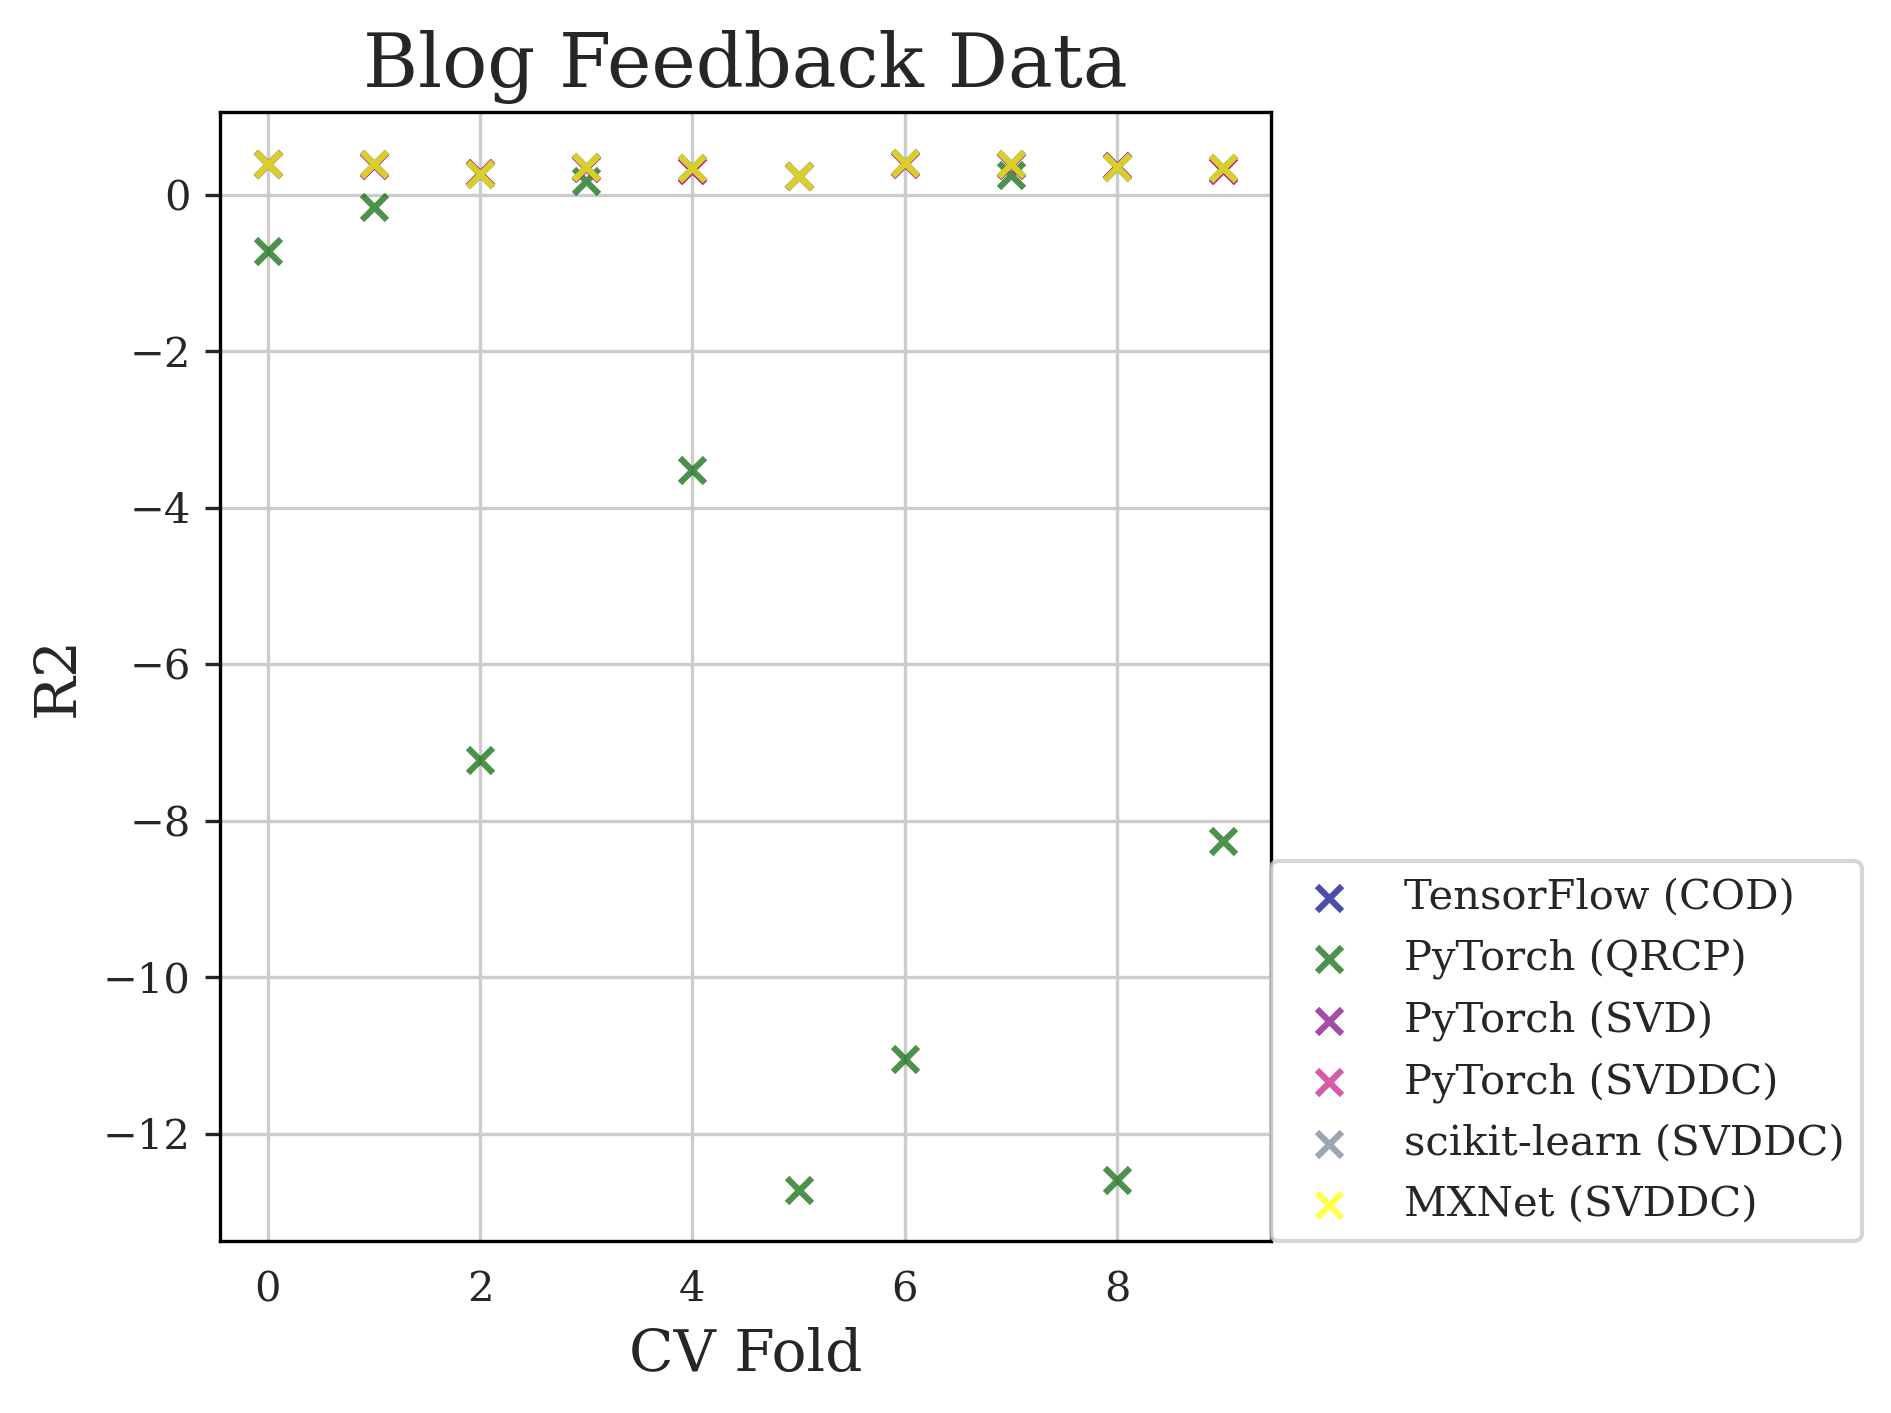 Blog Feedback Data
0
−2
−4
−6
−8
−10
−12
R2
0 2 4 6 8
CV Fold
TensorFlow (COD)
PyTorch (QRCP)
PyTorch (SVD)
PyTorch (SVDDC)
scikit-learn (SVDDC)
MXNet (SVDDC)